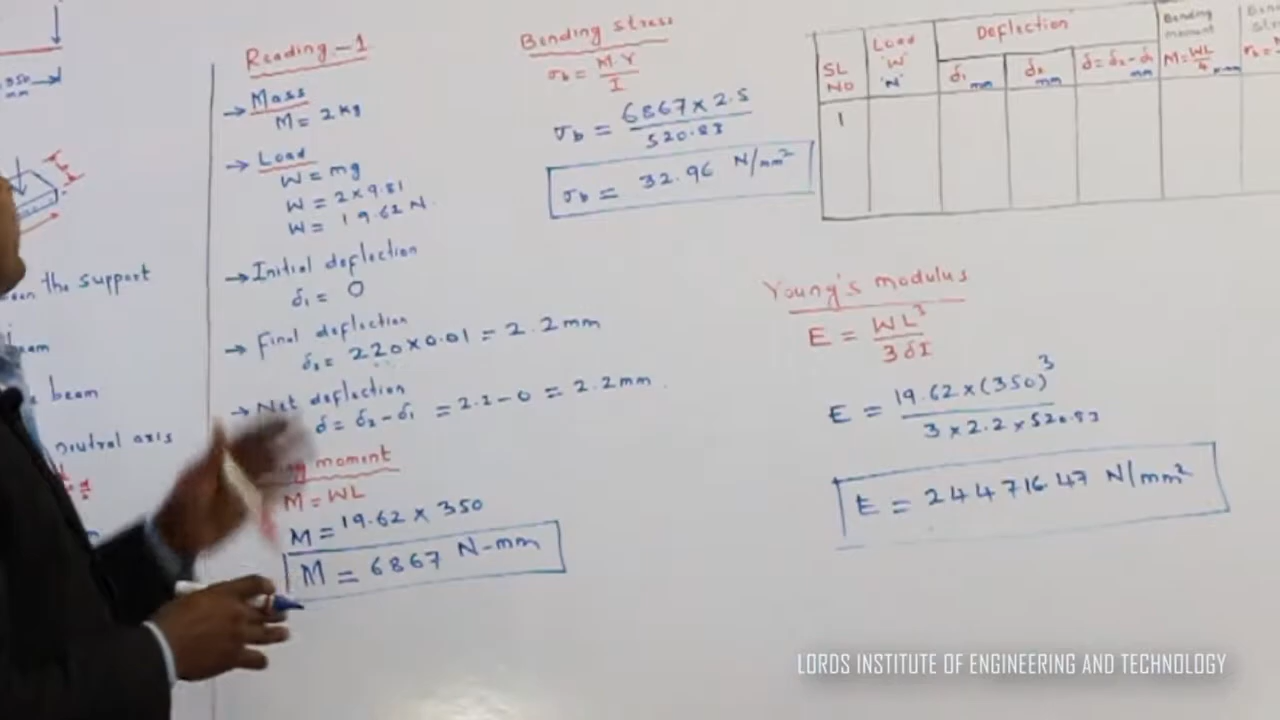 350
mm
the support
beam
neutral axis
Reading-1
→ Mass
M = 2 kg
→ Load
W = mg
W = 2 × 9.81
W = 19.62 N.
→ Initial deflection
δ₁ = 0
→ Final deflection
δ₂ = 220 × 0.01 = 2.2 mm
→ Net deflection
δ = δ₂ - δ₁ = 2.2 - 0 = 2.2 mm.
moment
M = WL
M = 19.62 × 350
M = 6867 N-mm
Bending stress
σb = M.Y/I
σb = 6867 × 2.5/520.83
σb = 32.96 N/mm²
SL NO
Load 'W' 'N'
Deflection
δ₁ mm
δ₂ mm
δ = δ₂ - δ₁ mm
Bending moment
M = WL/4
1
Young's modulus
E = WL³/3δI
E = 19.62 × (350)³/3 × 2.2 × 520.83
E = 244716.47 N/mm²
LORDS INSTITUTE OF ENGINEERING AND TECHNOLOGY